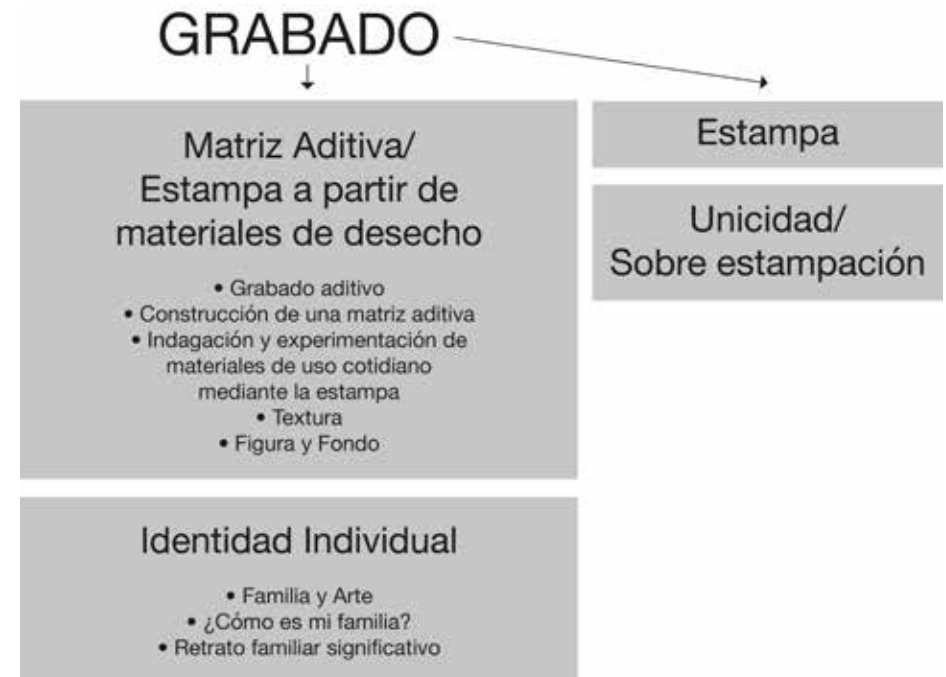 GRABADO
Matriz Aditiva/
Estampa a partir de
materiales de desecho
• Grabado aditivo
• Construcción de una matriz aditiva
• Indagación y experimentación de
materiales de uso cotidiano
mediante la estampa
• Textura
• Figura y Fondo
Identidad Individual
• Familia y Arte
• ¿Cómo es mi familia?
• Retrato familiar significativo
Estampa
Unicidad/
Sobre estampación